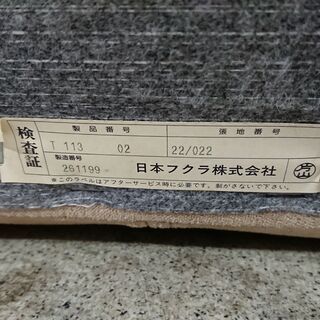 検査証
製品番号 張地番号
T 113 02 22/022
製造番号
261199 日本フクラ株式会社
※このラベルはアフターサービス時に必要です。剝がさないで下さい。